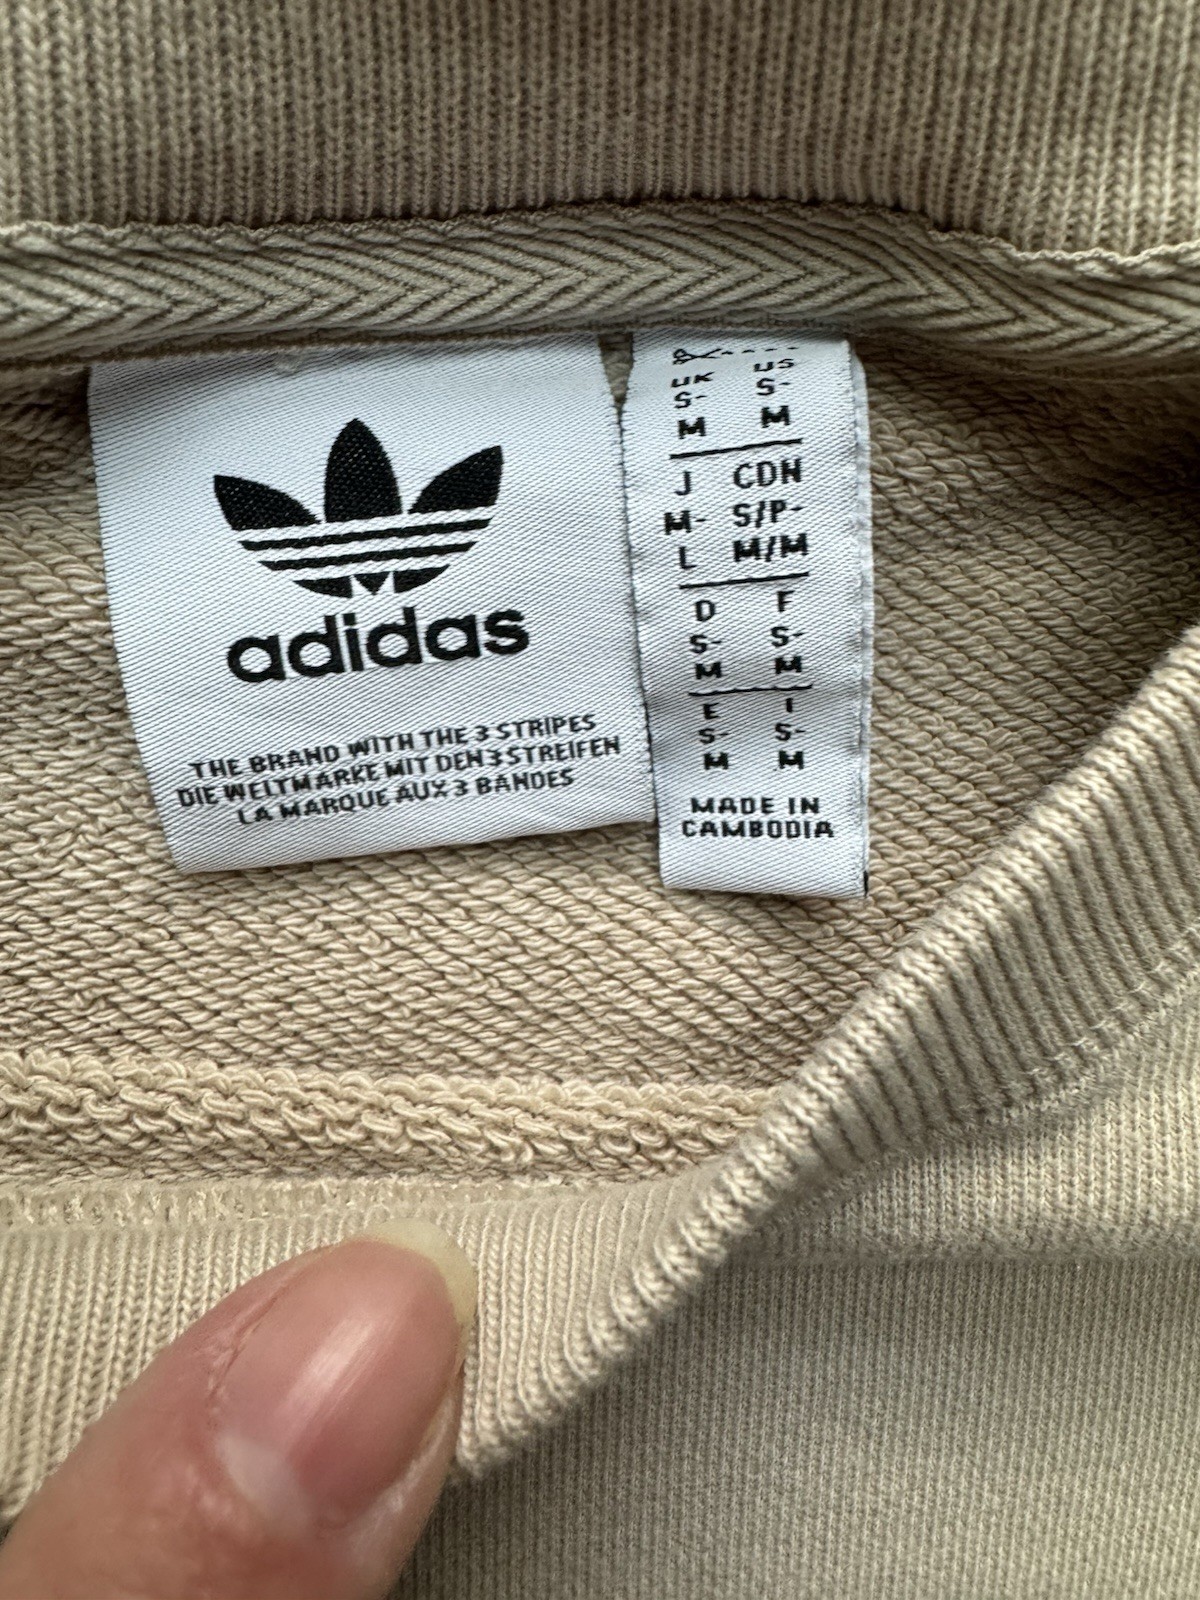 adidas
THE BRAND WITH THE 3 STRIPES
DIE WELTMARKE MIT DEN 3 STREIFEN
LA MARQUE AUX 3 BANDES
UK US
S- S-
M M
J CDN
M- S/P-
L M/M
D F
S- S-
M M
E I
S- S-
M M
MADE IN
CAMBODIA